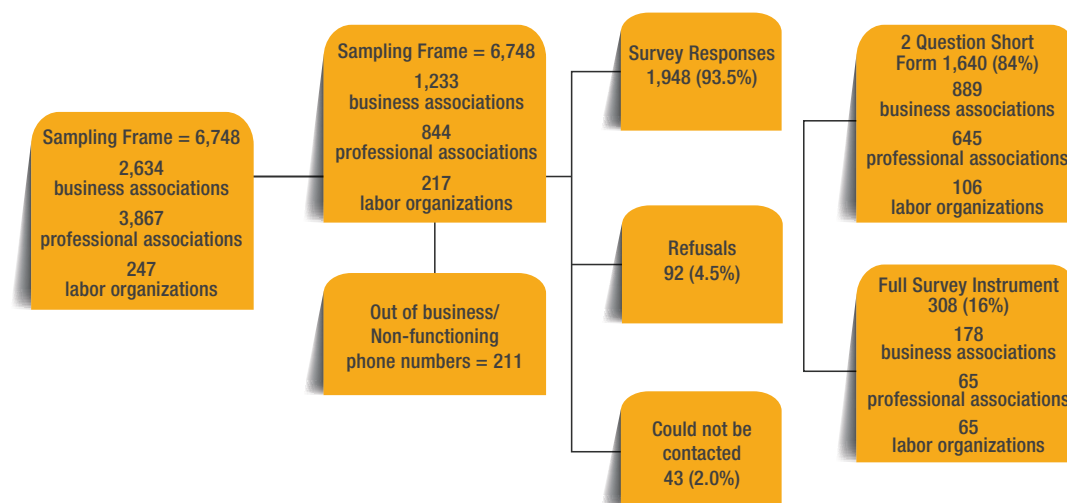 Sampling Frame = 6,748
2,634
business associations
3,867
professional associations
247
labor organizations
Sampling Frame = 6,748
1,233
business associations
844
professional associations
217
labor organizations
Out of business/
Non-functioning
phone numbers = 211
Survey Responses
1,948 (93.5%)
Refusals
92 (4.5%)
Could not be
contacted
43 (2.0%)
2 Question Short
Form 1,640 (84%)
889
business associations
645
professional associations
106
labor organizations
Full Survey Instrument
308 (16%)
178
business associations
65
professional associations
65
labor organizations